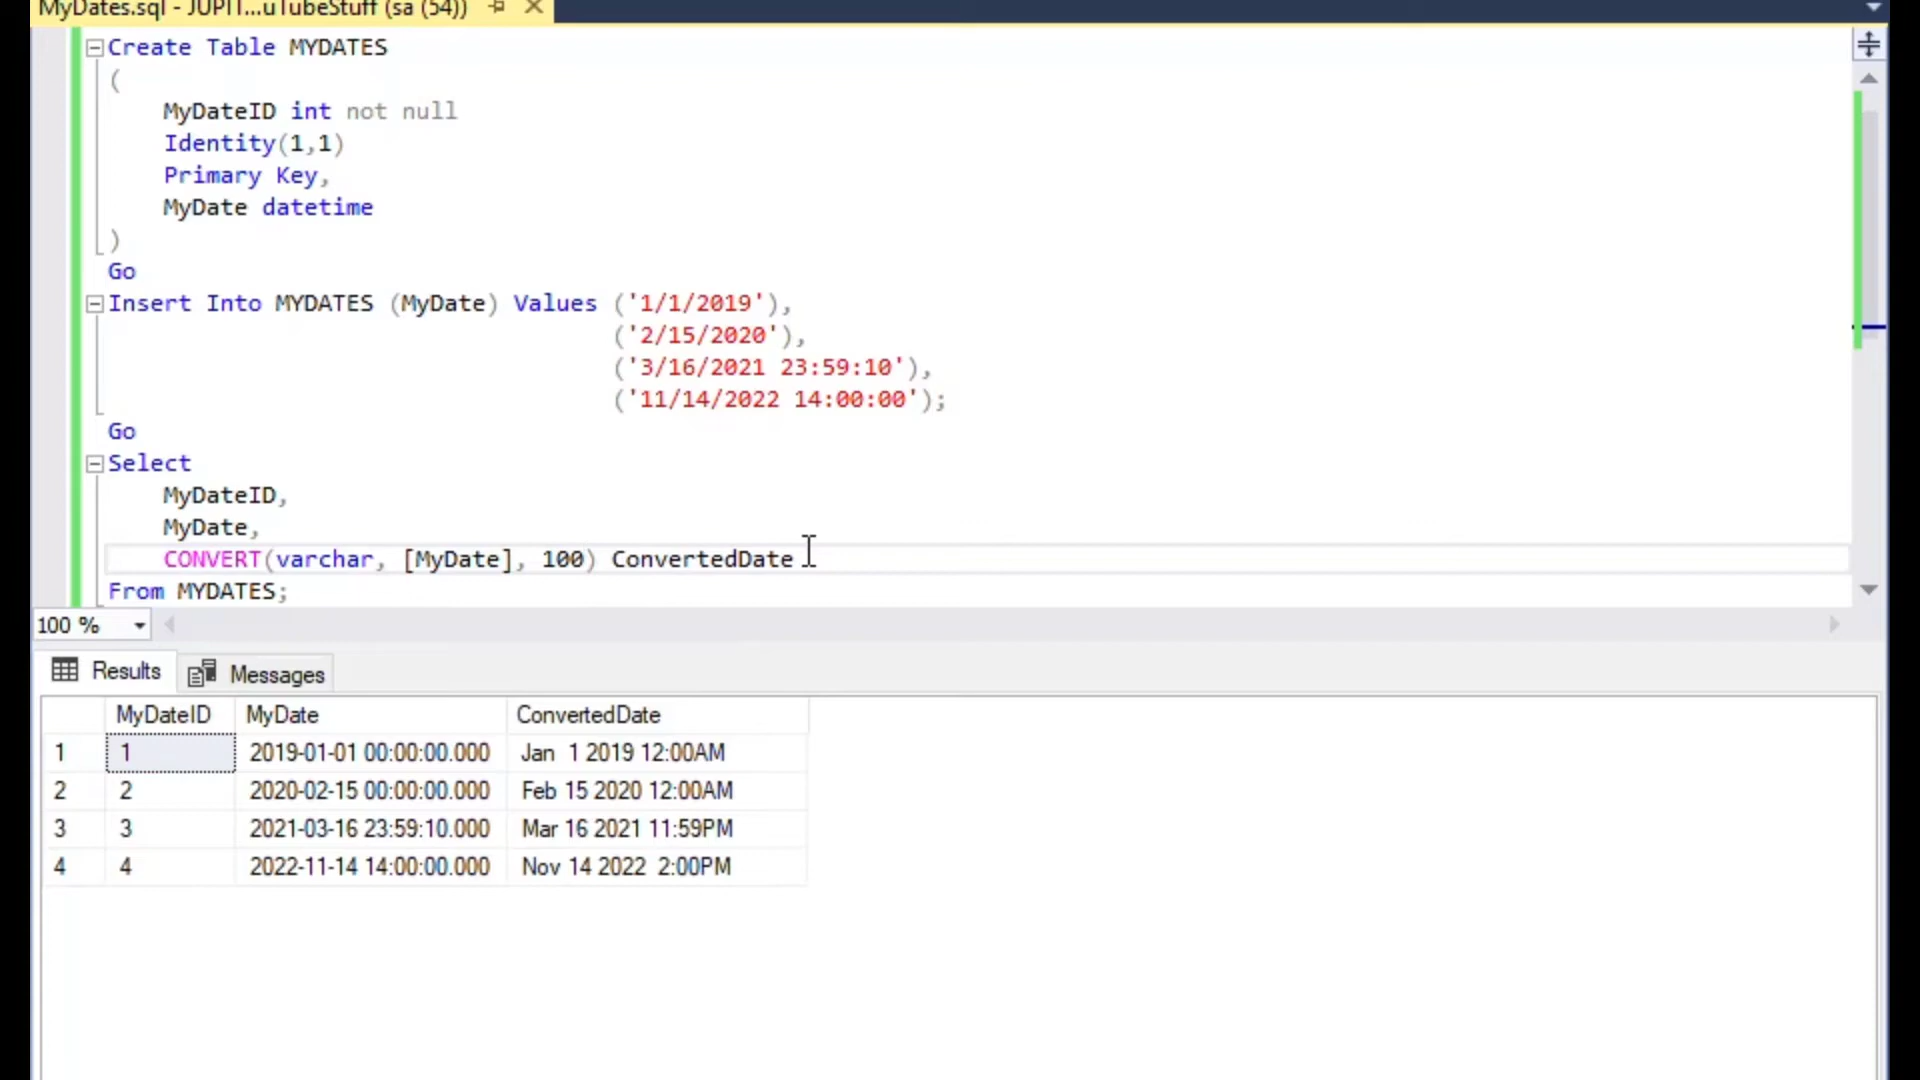 MyDates.sql - JUPIT...uTubeStuff (sa (54))
Create Table MYDATES
(
MyDateID int not null
Identity(1,1)
Primary Key,
MyDate datetime
)
Go
Insert Into MYDATES (MyDate) Values ('1/1/2019'),
('2/15/2020'),
('3/16/2021 23:59:10'),
('11/14/2022 14:00:00');
Go
Select
MyDateID,
MyDate,
CONVERT(varchar, [MyDate], 100) ConvertedDate
From MYDATES;
100 %
Results Messages
MyDateID MyDate ConvertedDate
1 1 2019-01-01 00:00:00.000 Jan  1 2019 12:00AM
2 2 2020-02-15 00:00:00.000 Feb 15 2020 12:00AM
3 3 2021-03-16 23:59:10.000 Mar 16 2021 11:59PM
4 4 2022-11-14 14:00:00.000 Nov 14 2022  2:00PM